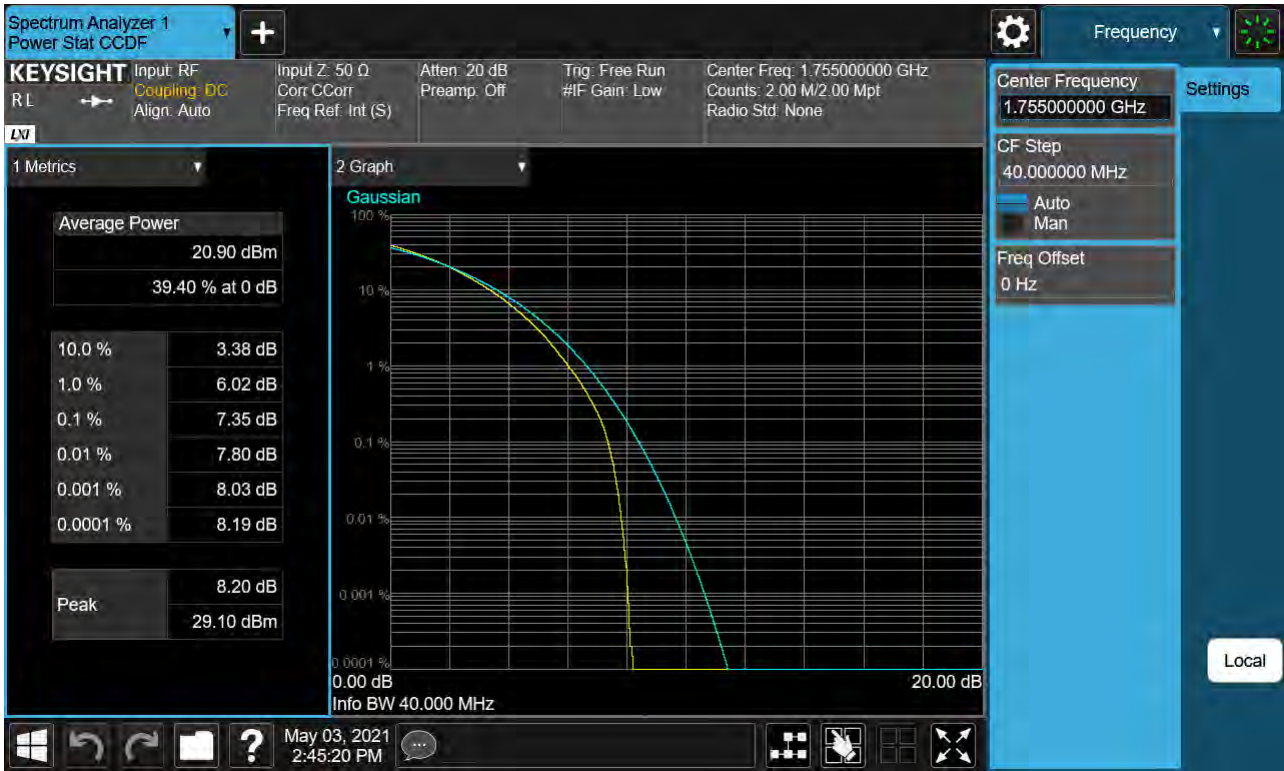 Spectrum Analyzer 1
Power Stat CCDF
+
Frequency
KEYSIGHT
RL
LXI
Input: RF
Coupling: DC
Align: Auto
Input Z: 50 Ω
Corr CCorr
Freq Ref: Int (S)
Atten: 20 dB
Preamp: Off
Trig: Free Run
#IF Gain: Low
Center Freq: 1.755000000 GHz
Counts: 2.00 M/2.00 Mpt
Radio Std: None
Center Frequency
1.755000000 GHz
Settings
CF Step
40.000000 MHz
Auto
Man
Freq Offset
0 Hz
Local
1 Metrics
Average Power
20.90 dBm
39.40 % at 0 dB
10.0 % 3.38 dB
1.0 % 6.02 dB
0.1 % 7.35 dB
0.01 % 7.80 dB
0.001 % 8.03 dB
0.0001 % 8.19 dB
Peak
8.20 dB
29.10 dBm
2 Graph
Gaussian
100 %
10 %
1 %
0.1 %
0.01 %
0.001 %
0.0001 %
0.00 dB 20.00 dB
Info BW 40.000 MHz
?
May 03, 2021
2:45:20 PM